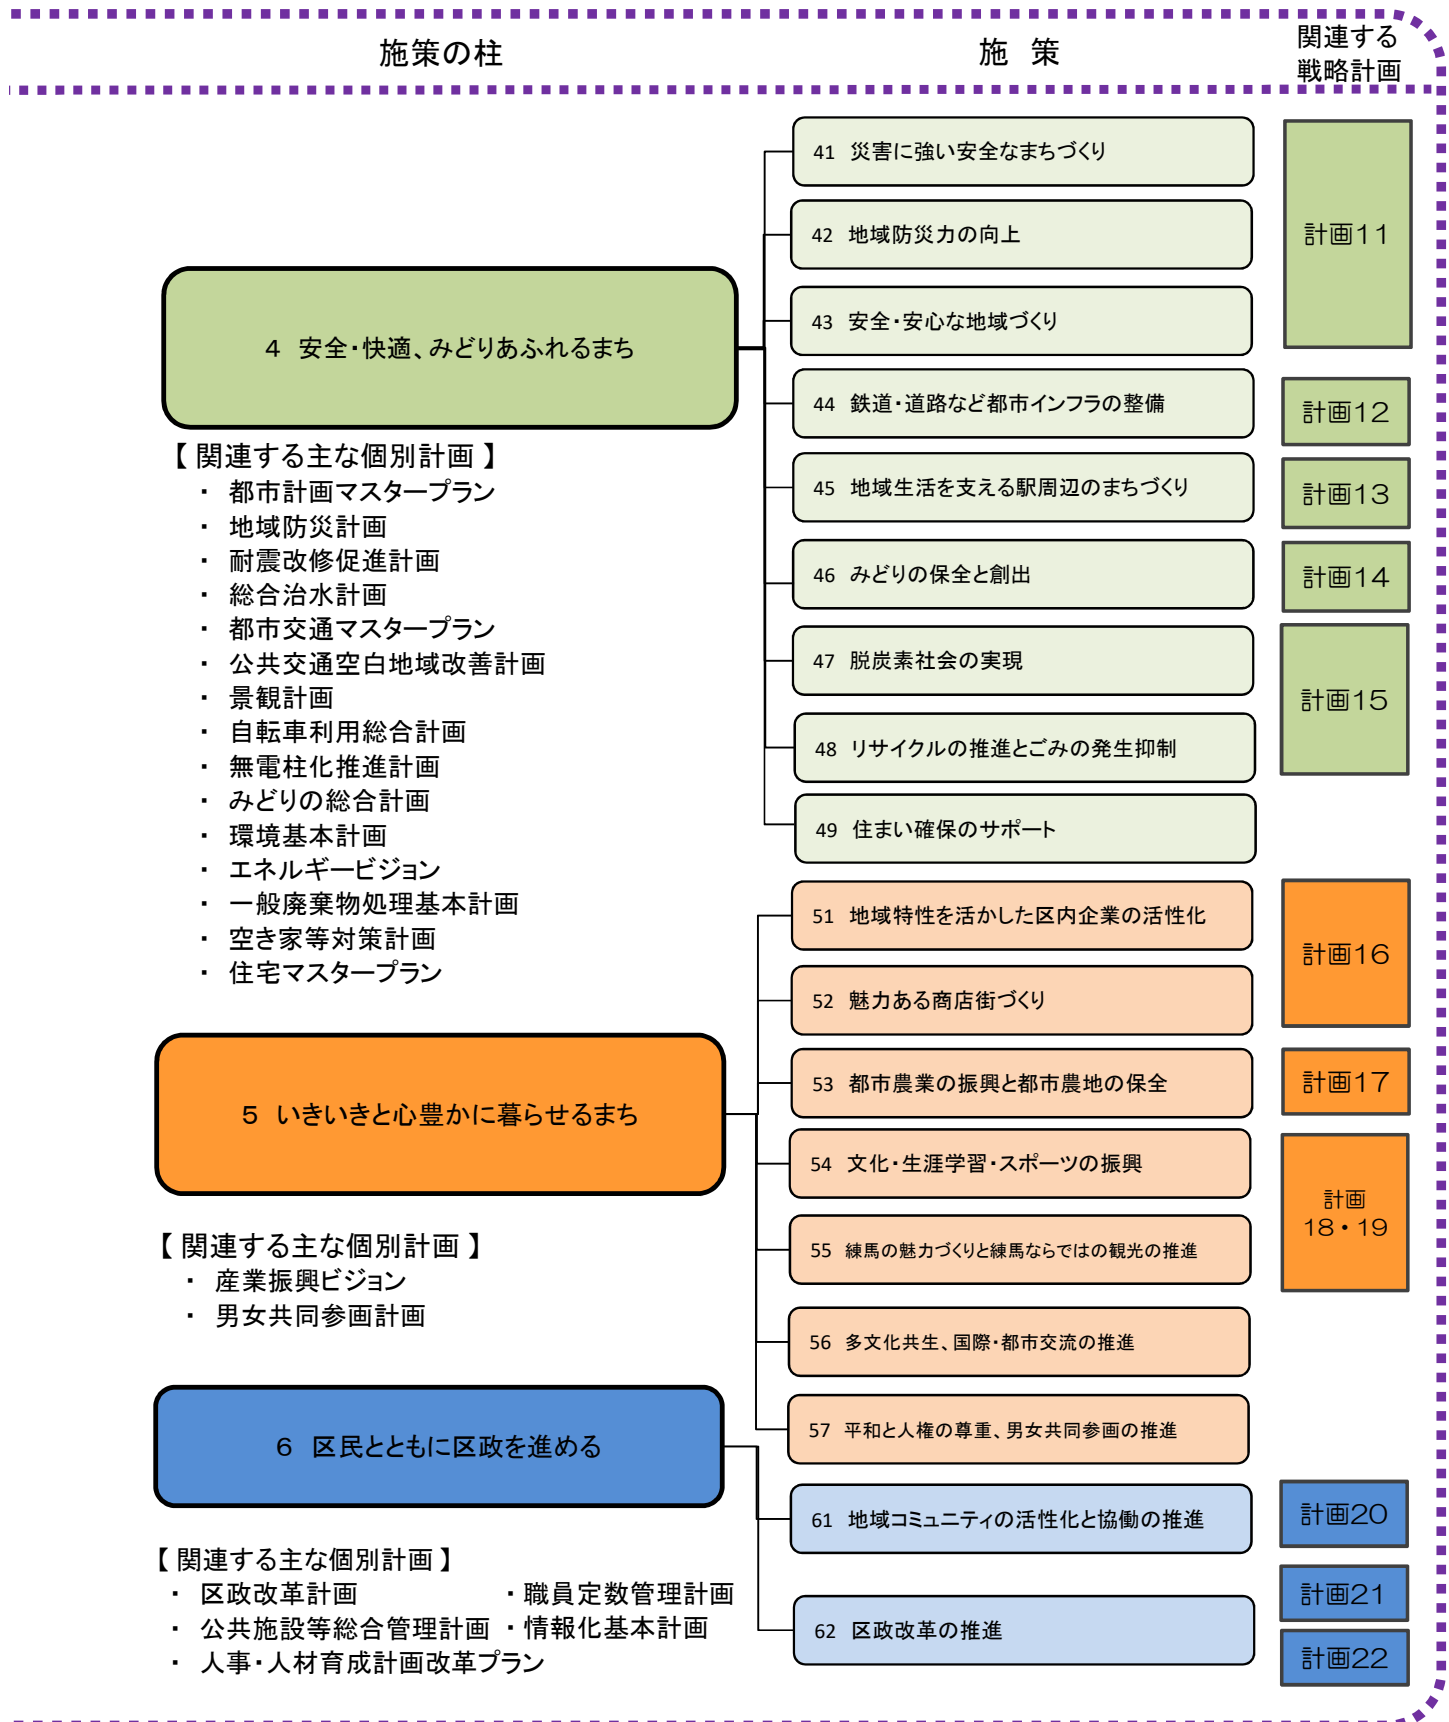 施策の柱
施　策
関連する
戦略計画
41 災害に強い安全なまちづくり
42 地域防災力の向上
43 安全・安心な地域づくり
計画11
4 安全・快適、みどりあふれるまち
44 鉄道・道路など都市インフラの整備
計画12
45 地域生活を支える駅周辺のまちづくり
計画13
46 みどりの保全と創出
計画14
47 脱炭素社会の実現
48 リサイクルの推進とごみの発生抑制
計画15
49 住まい確保のサポート
【 関連する主な個別計画 】
・ 都市計画マスタープラン
・ 地域防災計画
・ 耐震改修促進計画
・ 総合治水計画
・ 都市交通マスタープラン
・ 公共交通空白地域改善計画
・ 景観計画
・ 自転車利用総合計画
・ 無電柱化推進計画
・ みどりの総合計画
・ 環境基本計画
・ エネルギービジョン
・ 一般廃棄物処理基本計画
・ 空き家等対策計画
・ 住宅マスタープラン
51 地域特性を活かした区内企業の活性化
52 魅力ある商店街づくり
計画16
5 いきいきと心豊かに暮らせるまち
53 都市農業の振興と都市農地の保全
計画17
54 文化・生涯学習・スポーツの振興
55 練馬の魅力づくりと練馬ならではの観光の推進
計画
18・19
56 多文化共生、国際・都市交流の推進
57 平和と人権の尊重、男女共同参画の推進
【 関連する主な個別計画 】
・ 産業振興ビジョン
・ 男女共同参画計画
6 区民とともに区政を進める
61 地域コミュニティの活性化と協働の推進
計画20
62 区政改革の推進
計画21
計画22
【 関連する主な個別計画 】
・ 区政改革計画 ・職員定数管理計画
・ 公共施設等総合管理計画 ・情報化基本計画
・ 人事・人材育成計画改革プラン